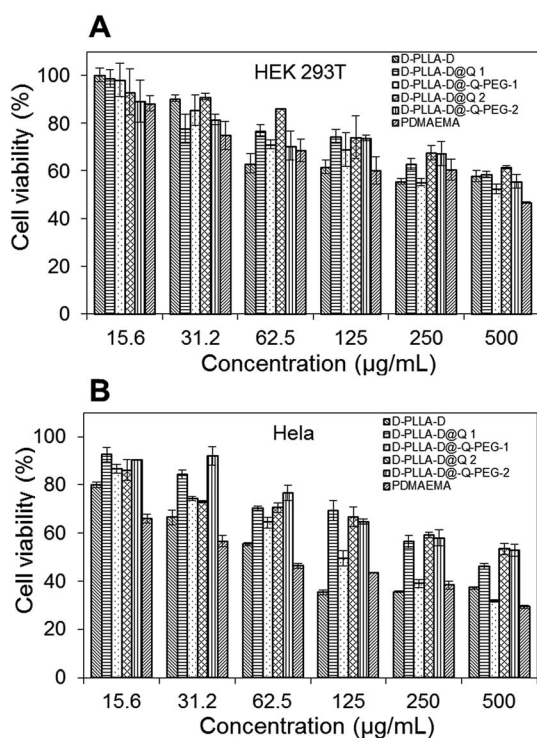 A
HEK 293T
D-PLLA-D
D-PLLA-D@Q 1
D-PLLA-D@-Q-PEG-1
D-PLLA-D@Q 2
D-PLLA-D@-Q-PEG-2
PDMAEMA
Cell viability (%)
100
80
60
40
20
0
15.6 31.2 62.5 125 250 500
Concentration (µg/mL)
B
Hela
D-PLLA-D
D-PLLA-D@Q 1
D-PLLA-D@-Q-PEG-1
D-PLLA-D@Q 2
D-PLLA-D@-Q-PEG-2
PDMAEMA
Cell viability (%)
100
80
60
40
20
0
15.6 31.2 62.5 125 250 500
Concentration (µg/mL)